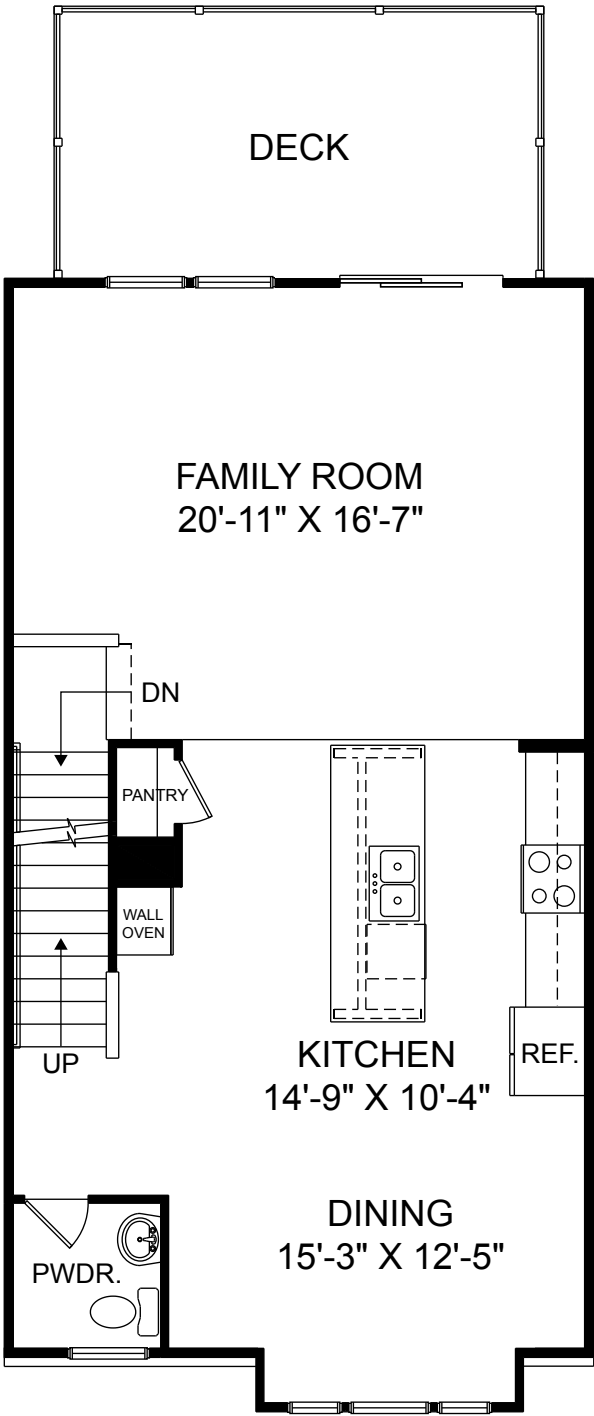 DECK
FAMILY ROOM
20'-11" X 16'-7"
DN
PANTRY
WALL
OVEN
UP
KITCHEN
14'-9" X 10'-4"
REF.
DINING
15'-3" X 12'-5"
PWDR.